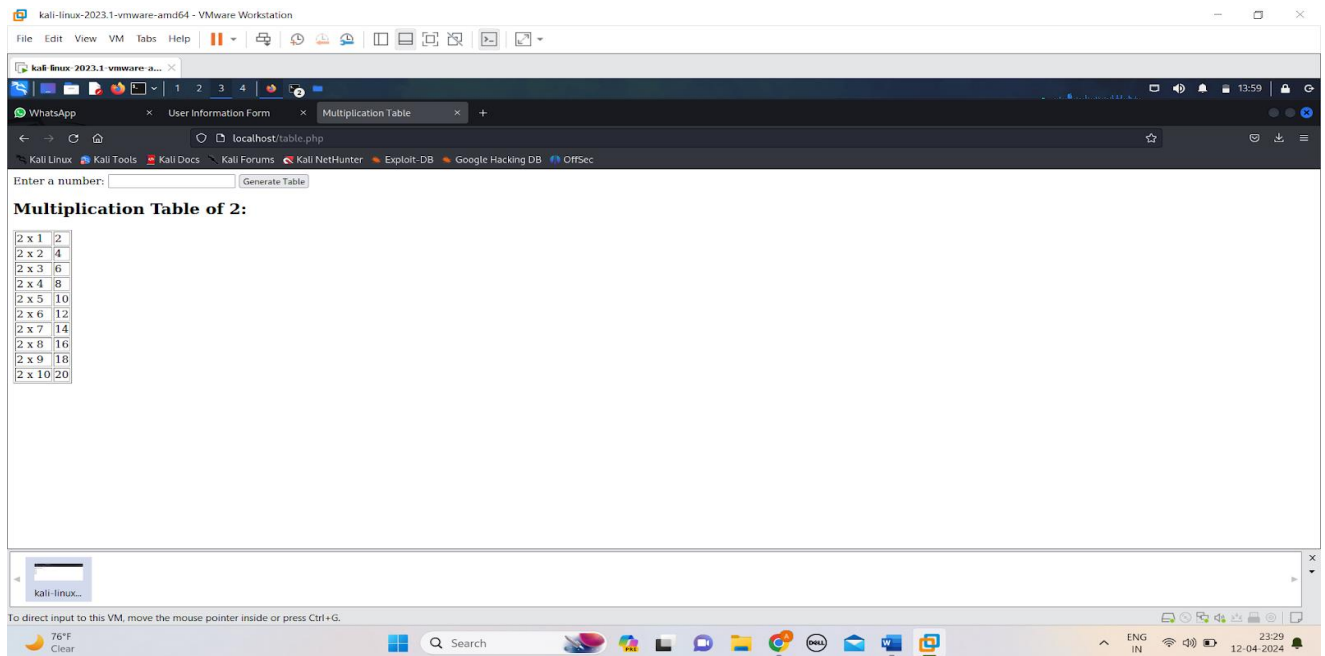 kali-linux-2023.1-vmware-amd64 - VMware Workstation
File Edit View VM Tabs Help
kali-linux-2023.1-vmware-a...
1 2 3 4 2 13:59
WhatsApp User Information Form Multiplication Table
localhost/table.php
Kali Linux Kali Tools Kali Docs Kali Forums Kali NetHunter Exploit-DB Google Hacking DB OffSec
Enter a number: Generate Table
Multiplication Table of 2:
2 x 1 2
2 x 2 4
2 x 3 6
2 x 4 8
2 x 5 10
2 x 6 12
2 x 7 14
2 x 8 16
2 x 9 18
2 x 10 20
kali-linux...
To direct input to this VM, move the mouse pointer inside or press Ctrl+G.
76°F Search PRE DELL ENG 23:29
Clear IN 12-04-2024